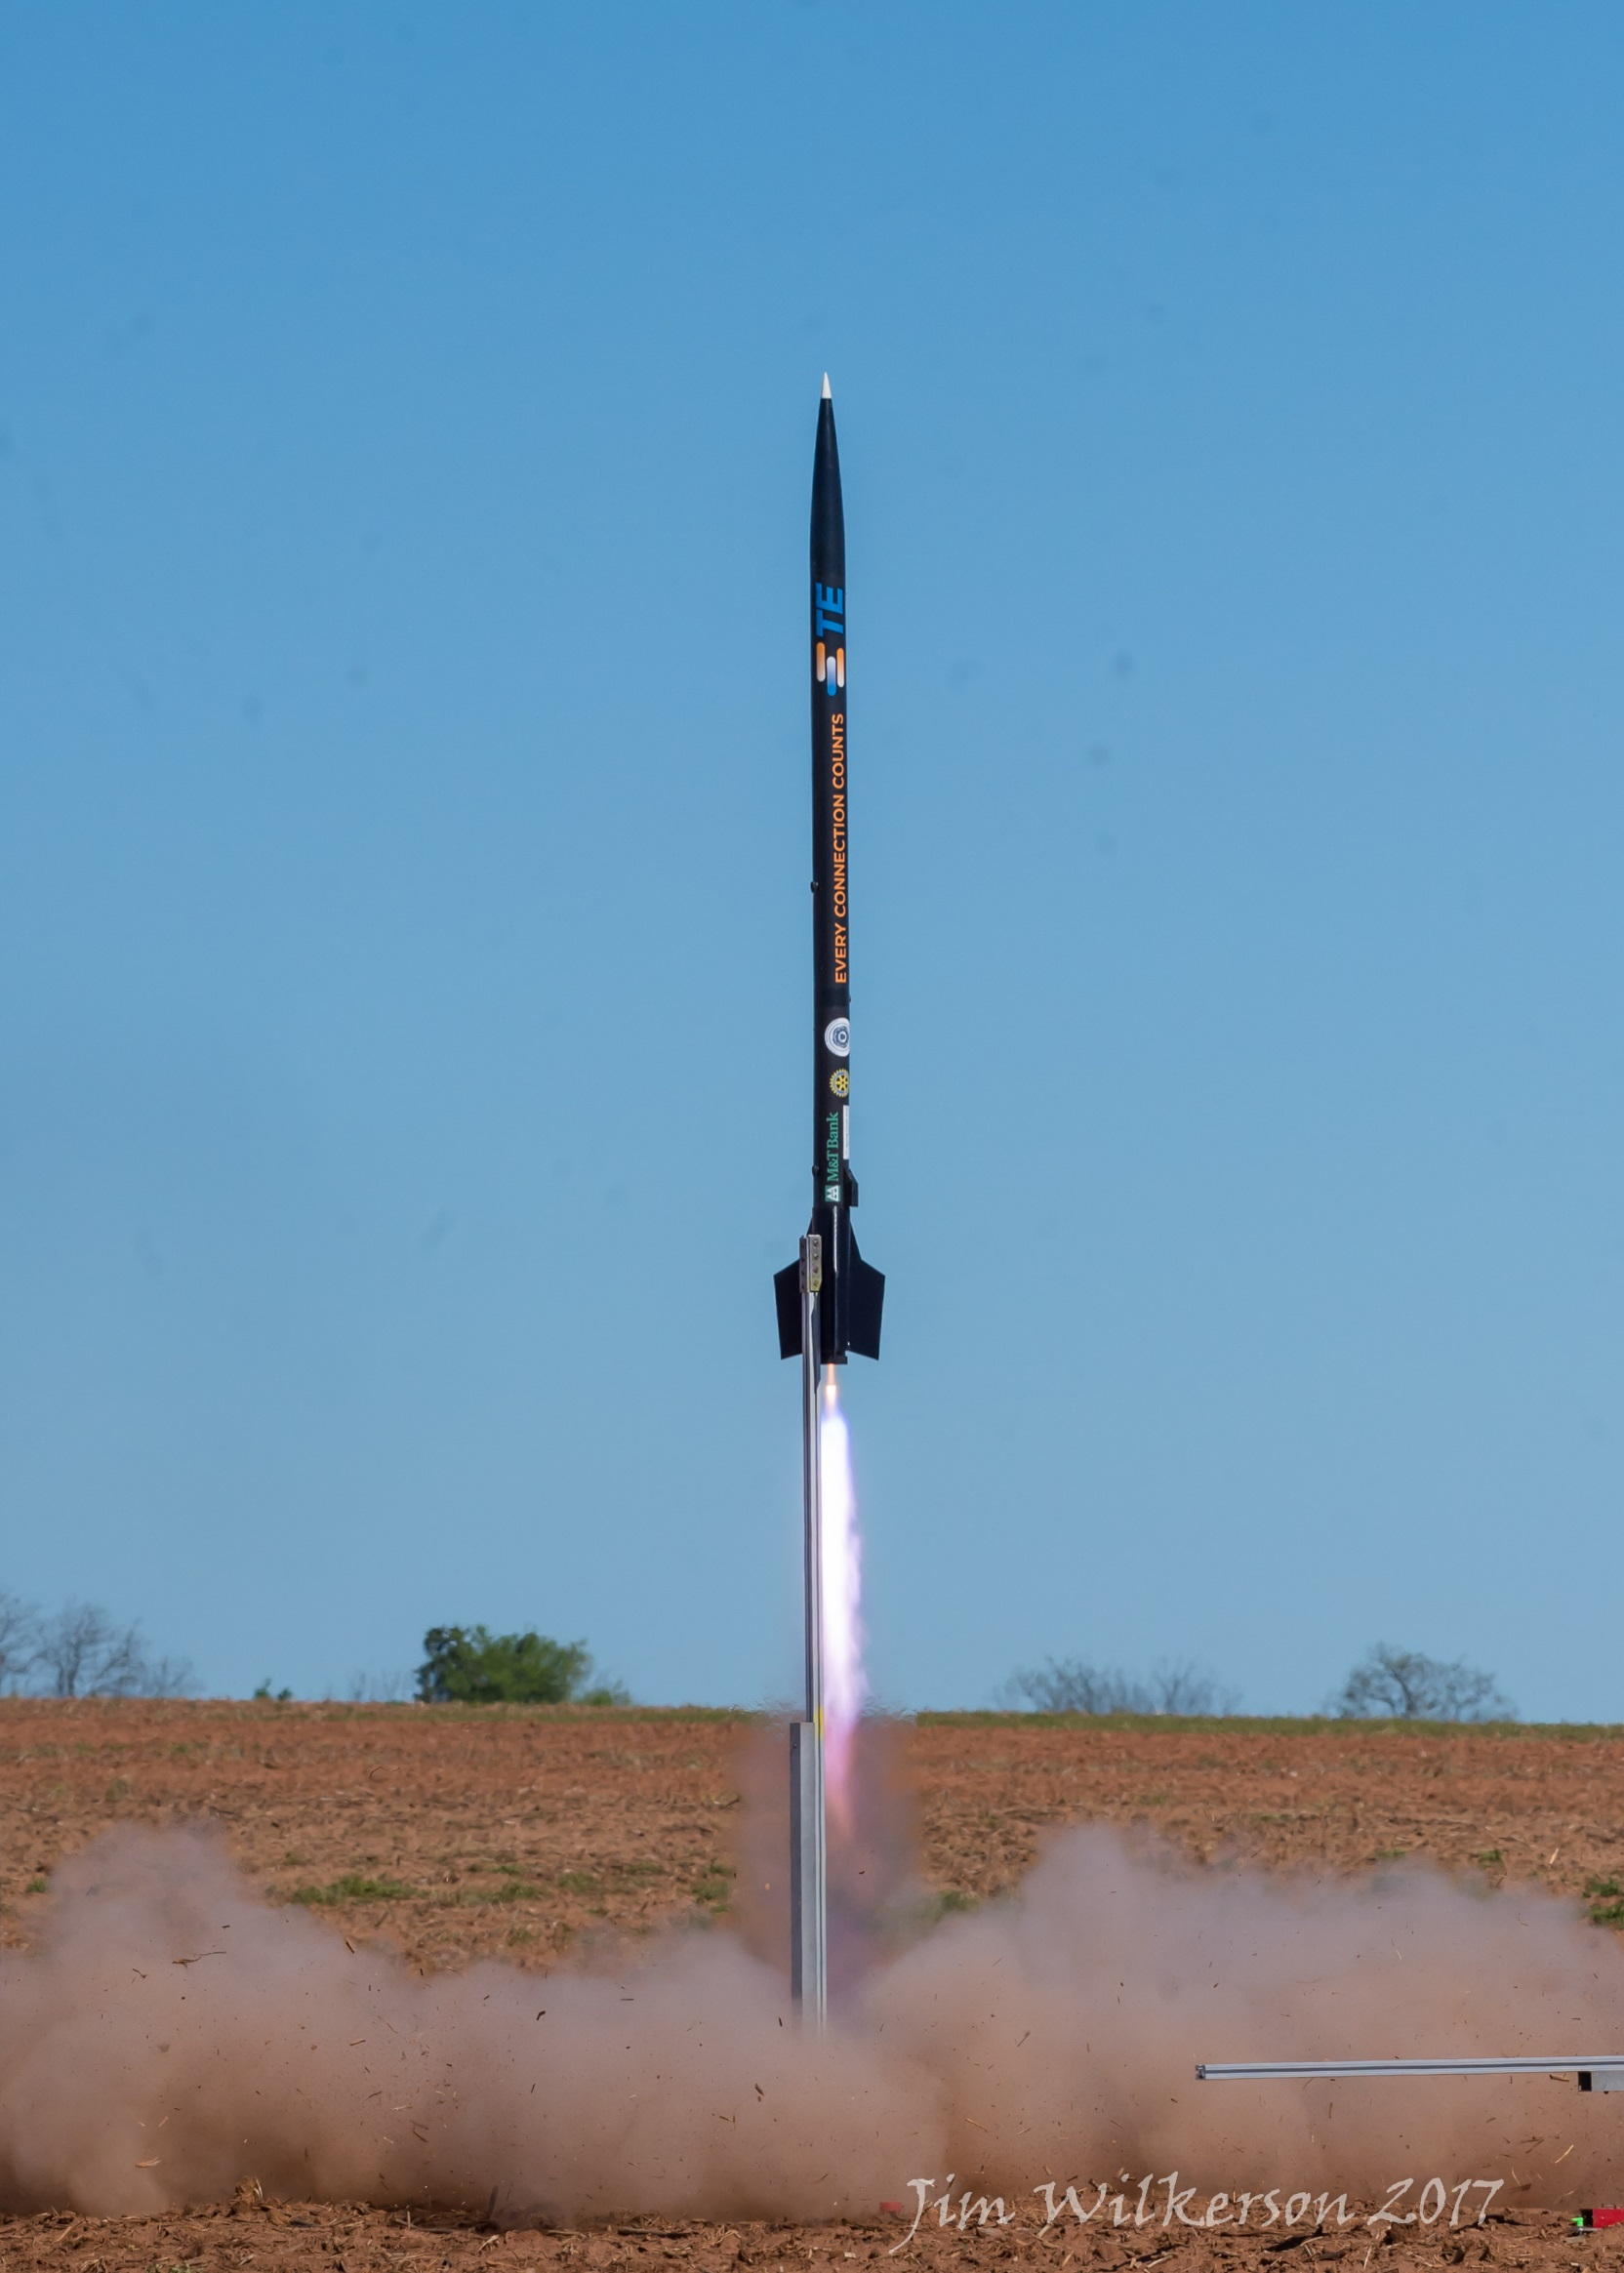 TE
EVERY CONNECTION COUNTS
M&T Bank
Jim Wilkerson 2017